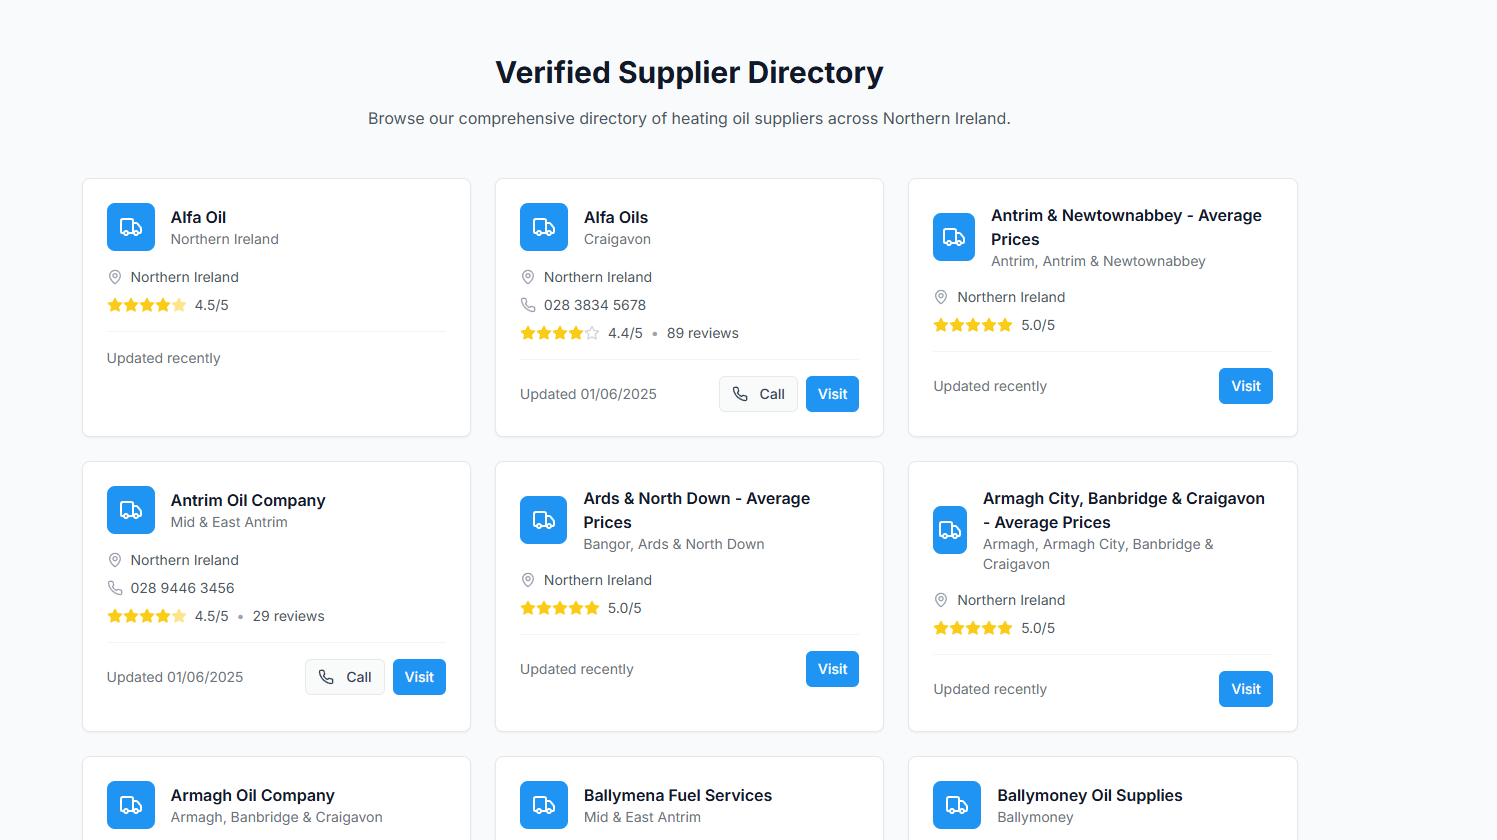 Verified Supplier Directory
Browse our comprehensive directory of heating oil suppliers across Northern Ireland.
Alfa Oil
Northern Ireland
Northern Ireland
4.5/5
Updated recently
Alfa Oils
Craigavon
Northern Ireland
028 3834 5678
4.4/5 • 89 reviews
Updated 01/06/2025
Call
Visit
Antrim & Newtownabbey - Average
Prices
Antrim, Antrim & Newtownabbey
Northern Ireland
5.0/5
Updated recently
Visit
Antrim Oil Company
Mid & East Antrim
Northern Ireland
028 9446 3456
4.5/5 • 29 reviews
Updated 01/06/2025
Call
Visit
Ards & North Down - Average
Prices
Bangor, Ards & North Down
Northern Ireland
5.0/5
Updated recently
Visit
Armagh City, Banbridge & Craigavon
- Average Prices
Armagh, Armagh City, Banbridge &
Craigavon
Northern Ireland
5.0/5
Updated recently
Visit
Armagh Oil Company
Armagh, Banbridge & Craigavon
Ballymena Fuel Services
Mid & East Antrim
Ballymoney Oil Supplies
Ballymoney